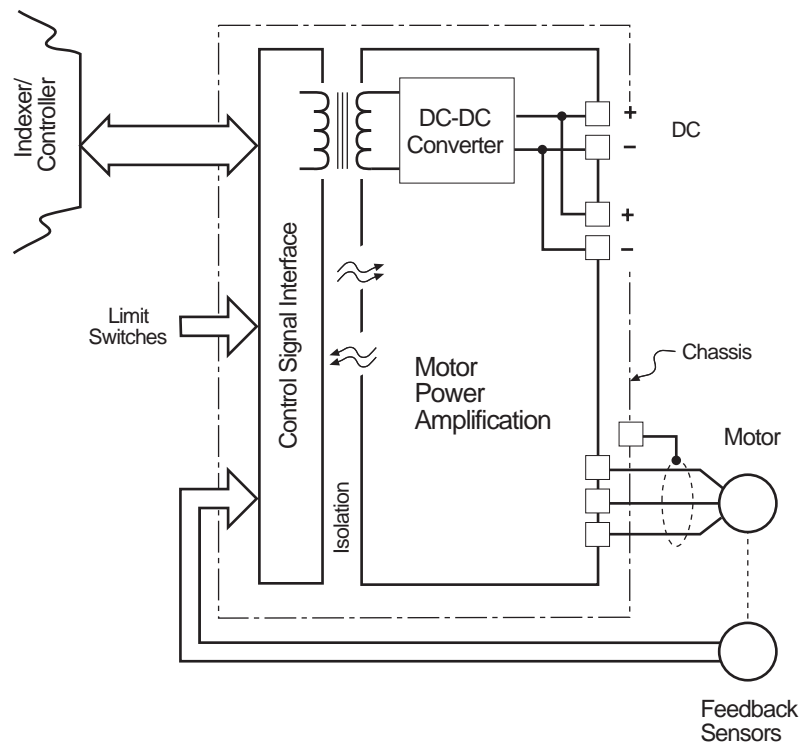 Indexer/
Controller
DC-DC
Converter
+
−
DC
+
−
Control Signal Interface
Limit
Switches
Chassis
Motor
Power
Amplification
Motor
Isolation
Feedback
Sensors